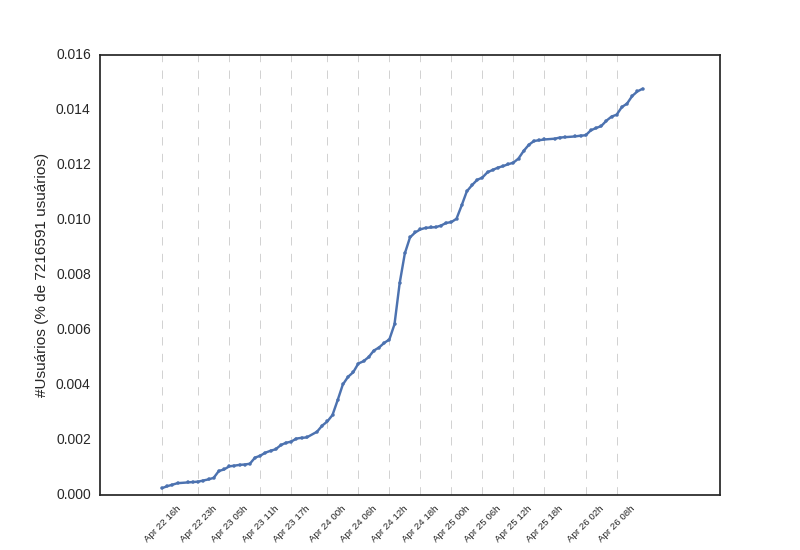 0.016
0.014
0.012
0.010
0.008
0.006
0.004
0.002
0.000
#Usuários (% de 7216591 usuários)
Apr 22 16h
Apr 22 23h
Apr 23 05h
Apr 23 11h
Apr 23 17h
Apr 24 00h
Apr 24 06h
Apr 24 12h
Apr 24 18h
Apr 25 00h
Apr 25 06h
Apr 25 12h
Apr 25 18h
Apr 26 02h
Apr 26 08h